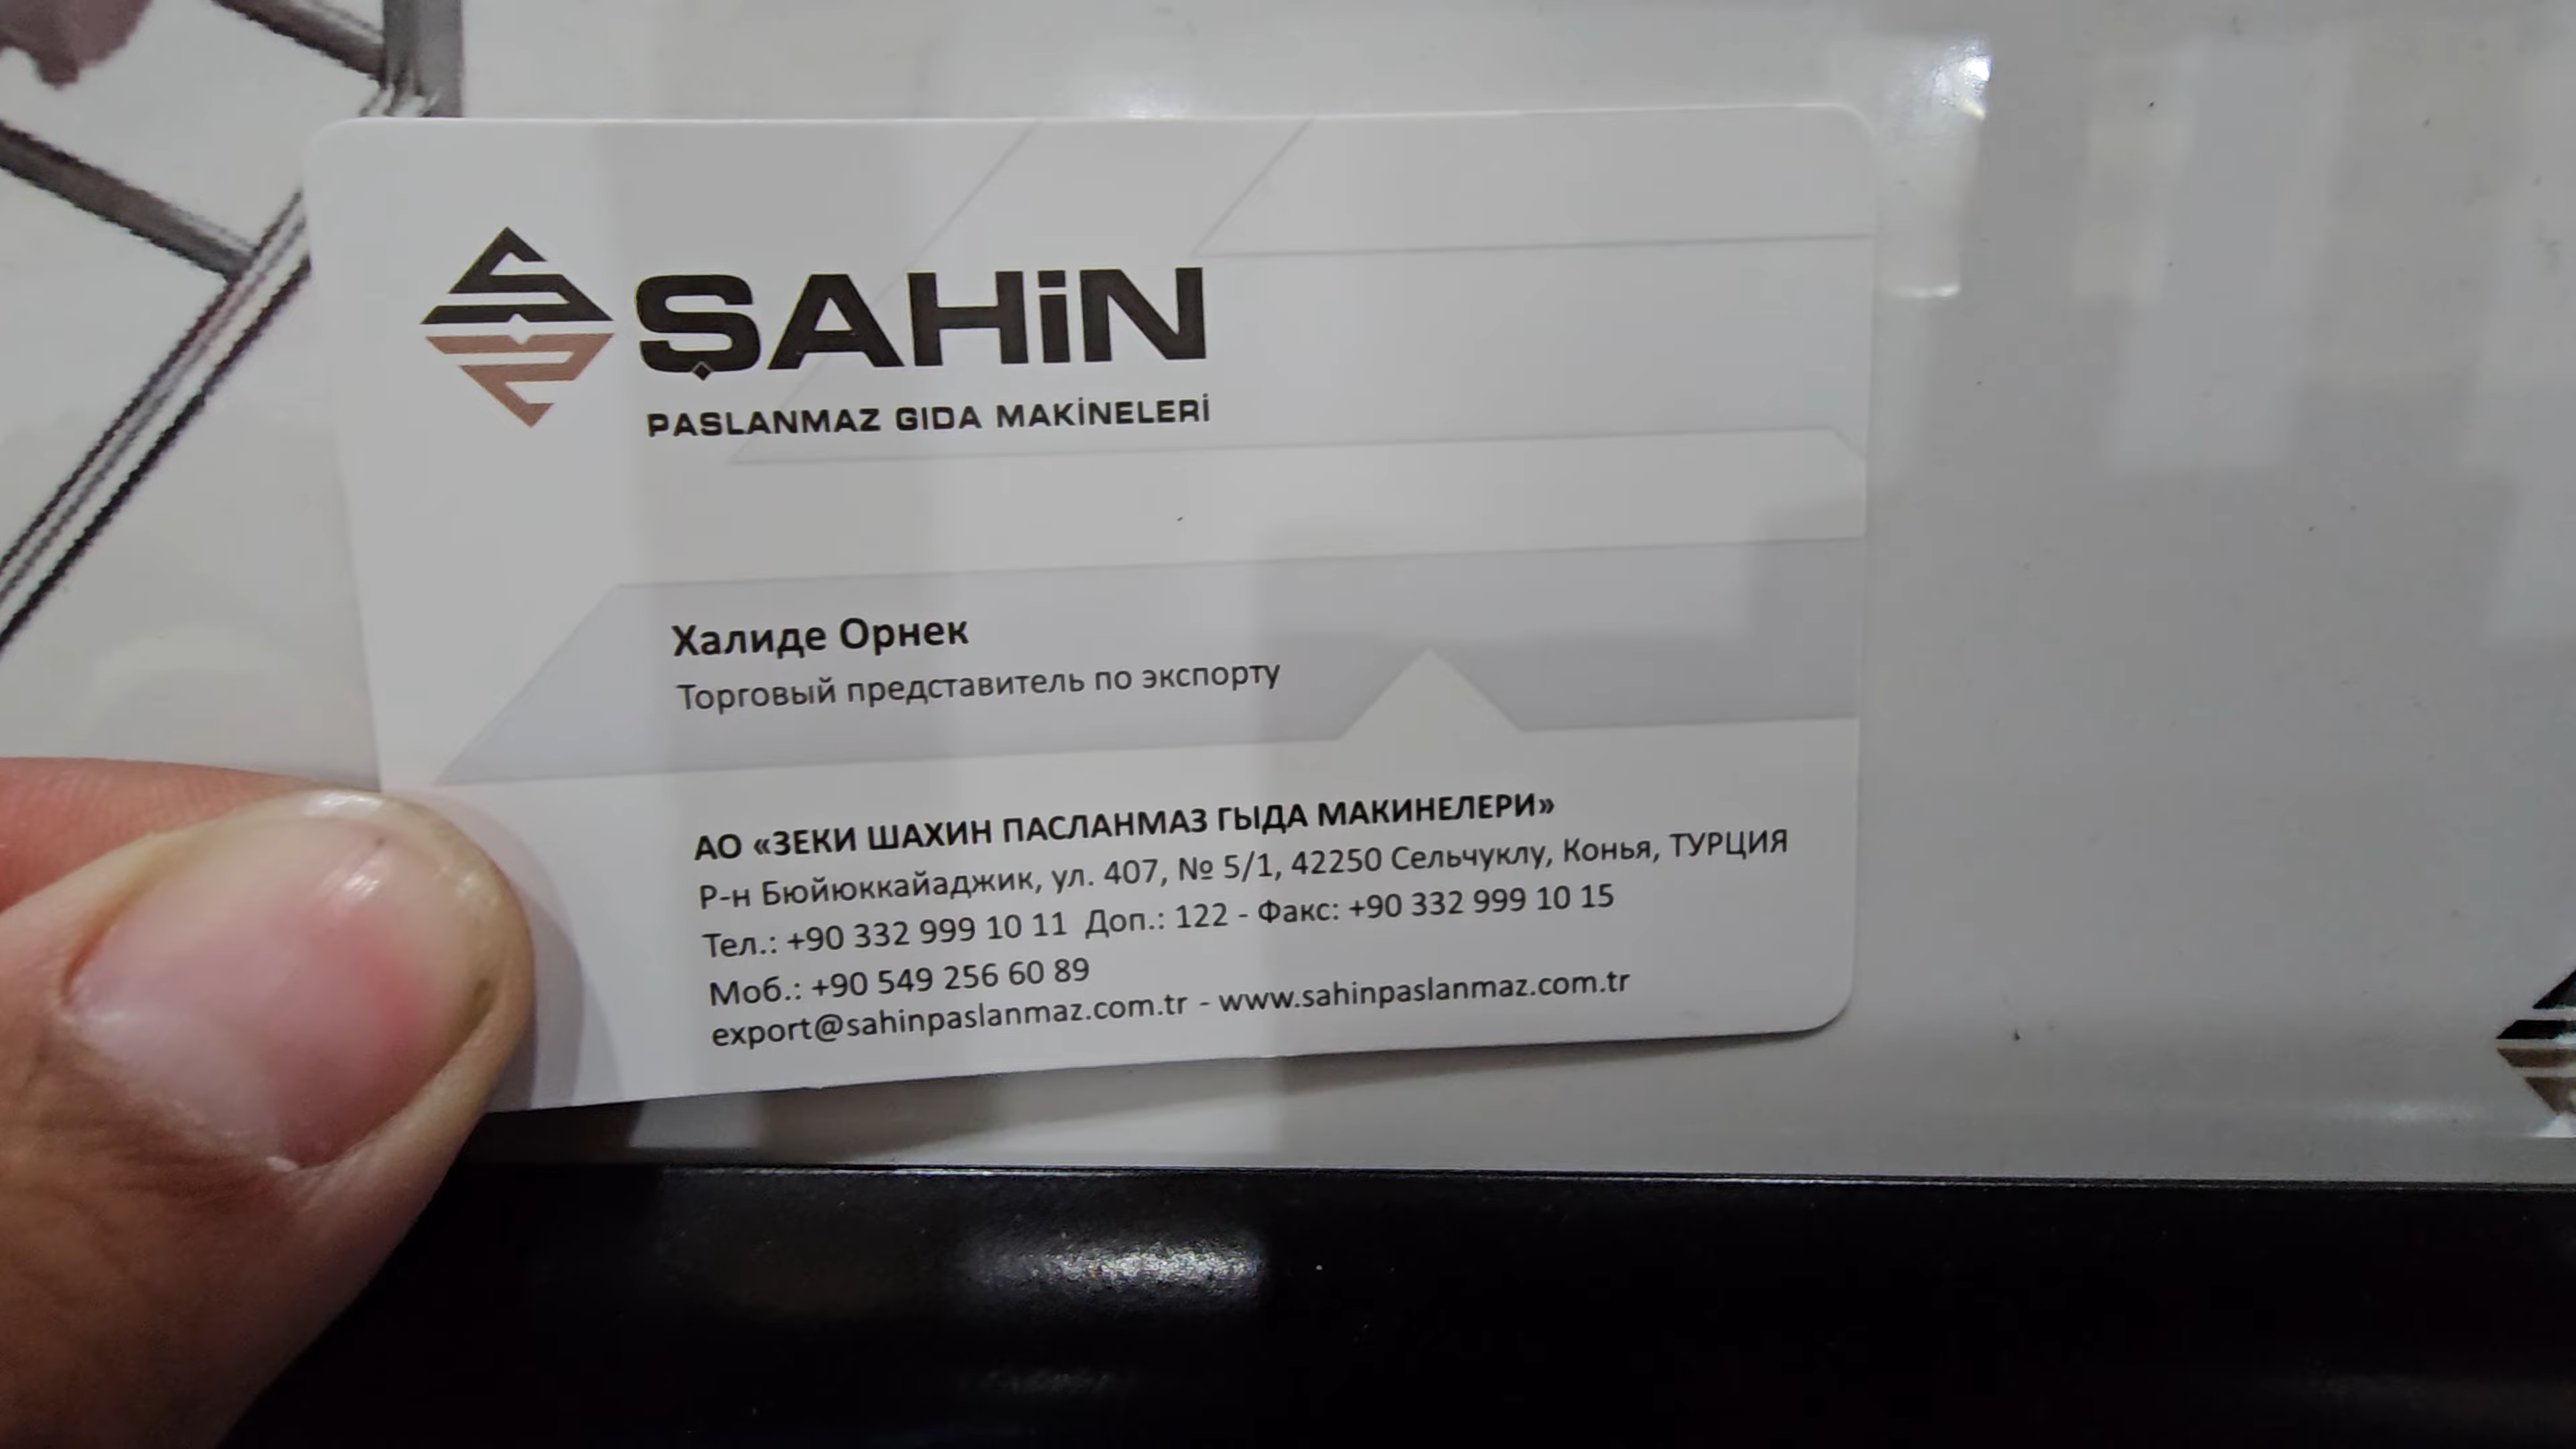 ŞAHiN
PASLANMAZ GIDA MAKİNELERİ
Халиде Орнек
Торговый представитель по экспорту
АО «ЗЕКИ ШАХИН ПАСЛАНМАЗ ГЫДА МАКИНЕЛЕРИ»
Р-н Бюйюккайаджик, ул. 407, № 5/1, 42250 Сельчуклу, Конья, ТУРЦИЯ
Тел.: +90 332 999 10 11 Доп.: 122 - Факс: +90 332 999 10 15
Моб.: +90 549 256 60 89
export@sahinpaslanmaz.com.tr - www.sahinpaslanmaz.com.tr